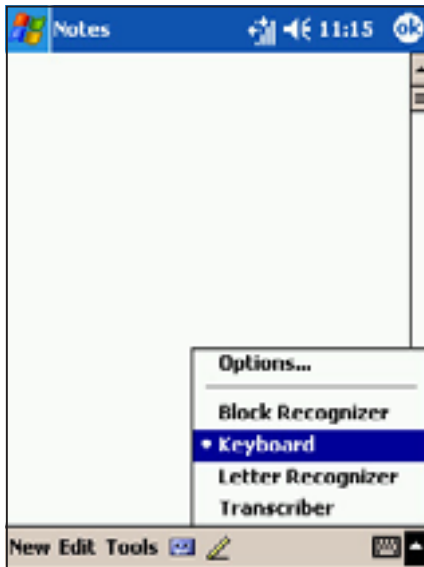 Notes 11:15 ok
Options...
Block Recognizer
Keyboard
Letter Recognizer
Transcriber
New Edit Tools